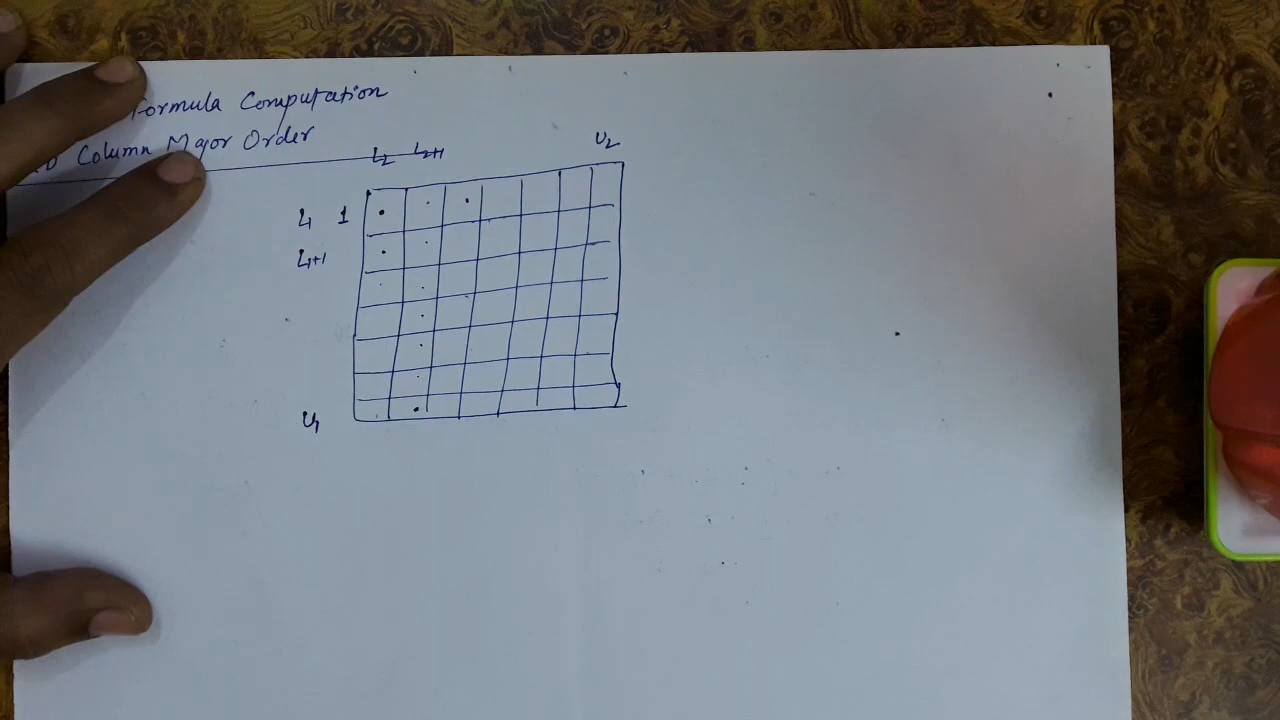 Formula Computation
Column Major Order
L2 L2+1 U2
L1 1
L1+1
U1